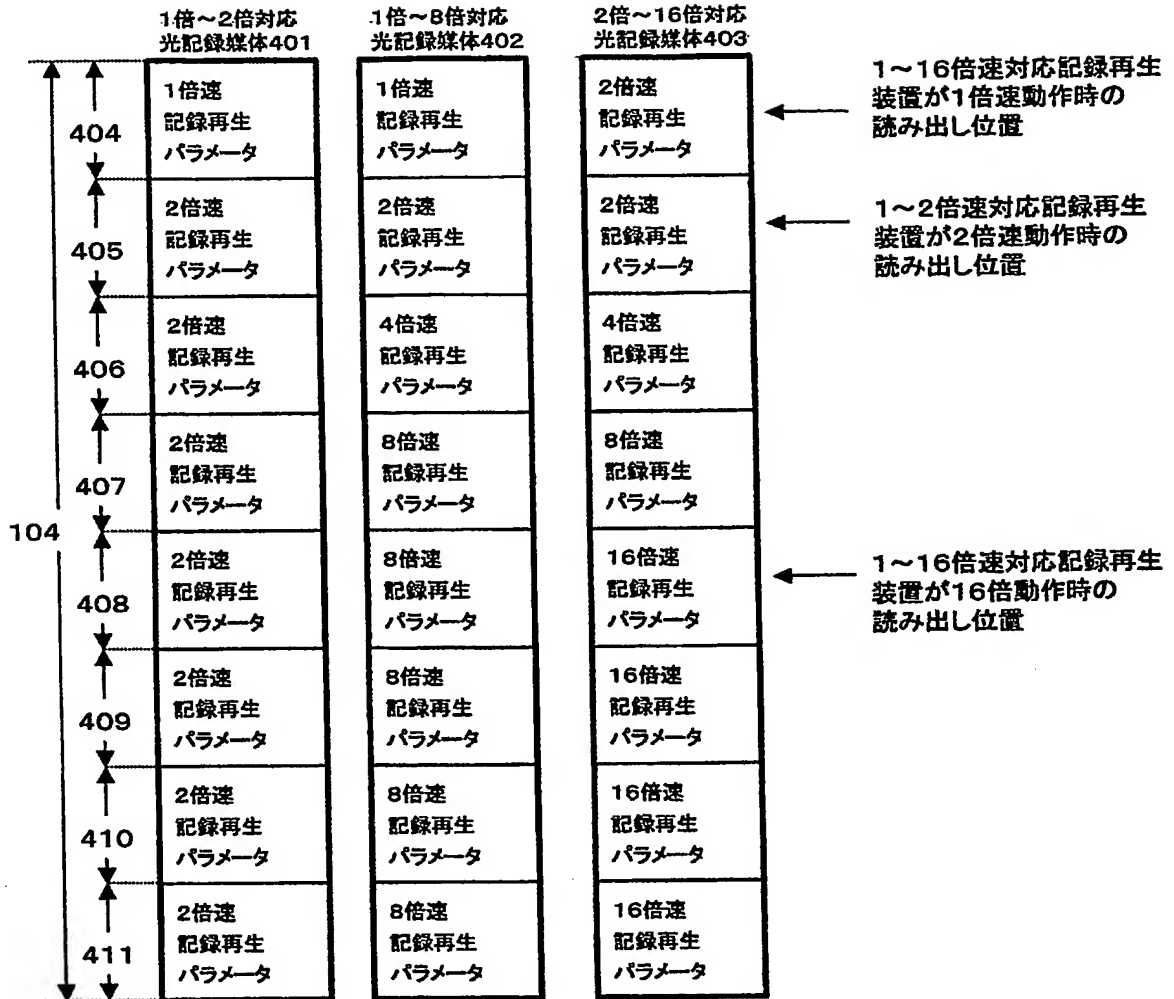 1倍～2倍対応
光記録媒体401
1倍～8倍対応
光記録媒体402
2倍～16倍対応
光記録媒体403
104
404
1倍速
記録再生
パラメータ
1倍速
記録再生
パラメータ
2倍速
記録再生
パラメータ
1～16倍速対応記録再生
装置が1倍速動作時の
読み出し位置
405
2倍速
記録再生
パラメータ
2倍速
記録再生
パラメータ
2倍速
記録再生
パラメータ
1～2倍速対応記録再生
装置が2倍速動作時の
読み出し位置
406
2倍速
記録再生
パラメータ
4倍速
記録再生
パラメータ
4倍速
記録再生
パラメータ
407
2倍速
記録再生
パラメータ
8倍速
記録再生
パラメータ
8倍速
記録再生
パラメータ
408
2倍速
記録再生
パラメータ
8倍速
記録再生
パラメータ
16倍速
記録再生
パラメータ
1～16倍速対応記録再生
装置が16倍動作時の
読み出し位置
409
2倍速
記録再生
パラメータ
8倍速
記録再生
パラメータ
16倍速
記録再生
パラメータ
410
2倍速
記録再生
パラメータ
8倍速
記録再生
パラメータ
16倍速
記録再生
パラメータ
411
2倍速
記録再生
パラメータ
8倍速
記録再生
パラメータ
16倍速
記録再生
パラメータ